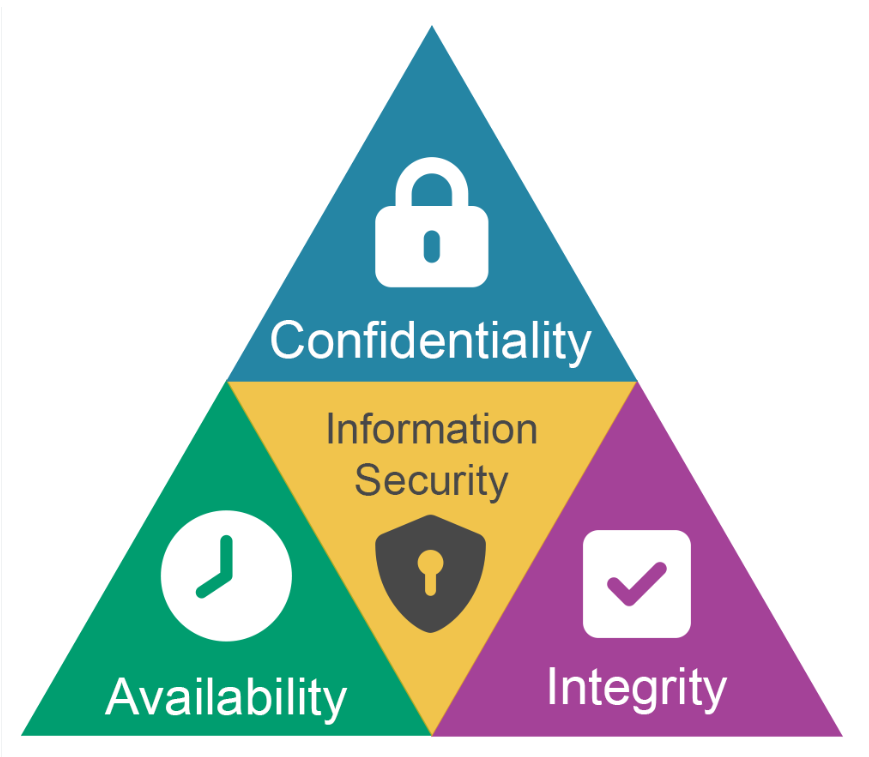 Confidentiality
Information
Security
Availability
Integrity